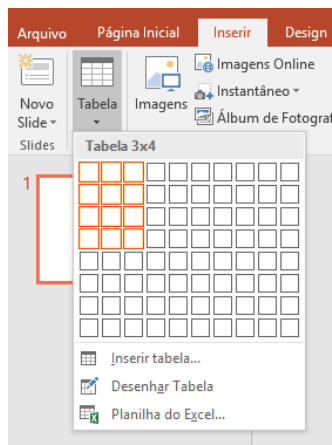 Arquivo Página Inicial Inserir Design
Novo Slide
Tabela
Imagens
Imagens Online
Instantâneo
Álbum de Fotograf
Slides
Tabela 3x4
1
Inserir tabela...
Desenhar Tabela
Planilha do Excel...